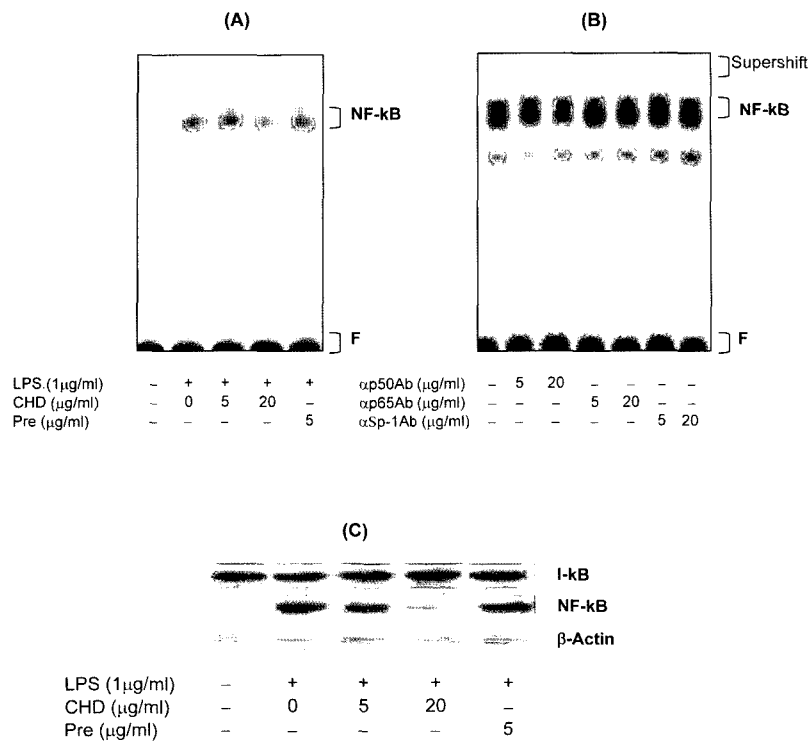 (A)
NF-kB
F
LPS.(1μg/ml) – + + + +
CHD (μg/ml) – 0 5 20 –
Pre (μg/ml) – – – – 5
(B)
Supershift
NF-kB
F
αp50Ab (μg/ml) – 5 20 – – – –
αp65Ab (μg/ml) – – – 5 20 – –
αSp-1Ab (μg/ml) – – – – – 5 20
(C)
I-kB
NF-kB
β-Actin
LPS (1μg/ml) – + + + +
CHD (μg/ml) – 0 5 20 –
Pre (μg/ml) – – – – 5